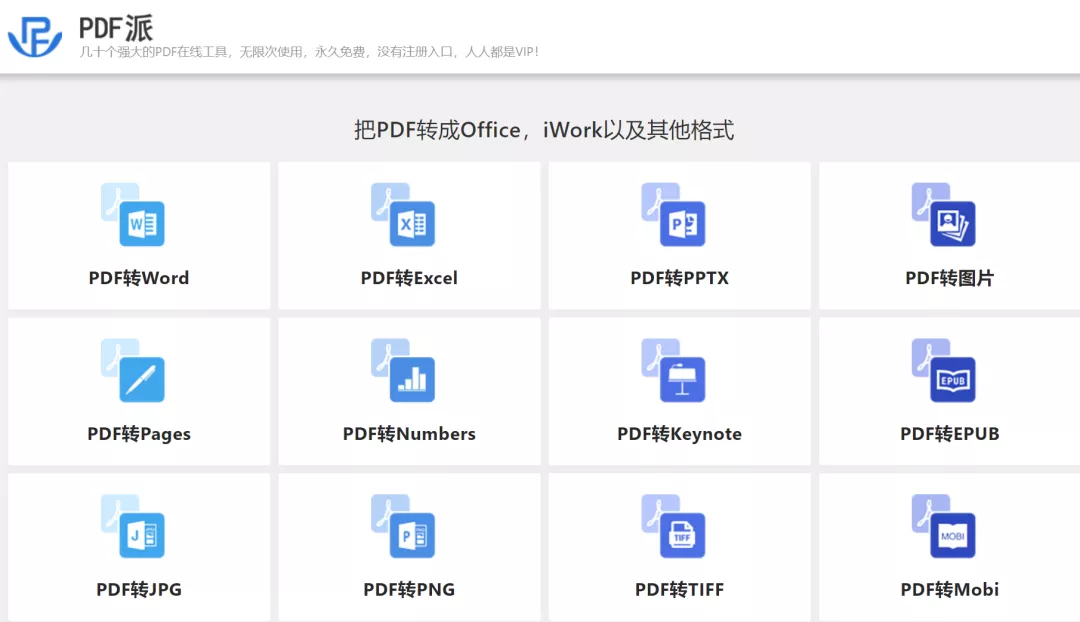 PDF派
几十个强大的PDF在线工具，无限次使用，永久免费，没有注册入口，人人都是VIP！
把PDF转成Office，iWork以及其他格式
W
X
P
PDF转Word
PDF转Excel
PDF转PPTX
PDF转图片
EPUB
PDF转Pages
PDF转Numbers
PDF转Keynote
PDF转EPUB
J
P
TIFF
MOBI
PDF转JPG
PDF转PNG
PDF转TIFF
PDF转Mobi